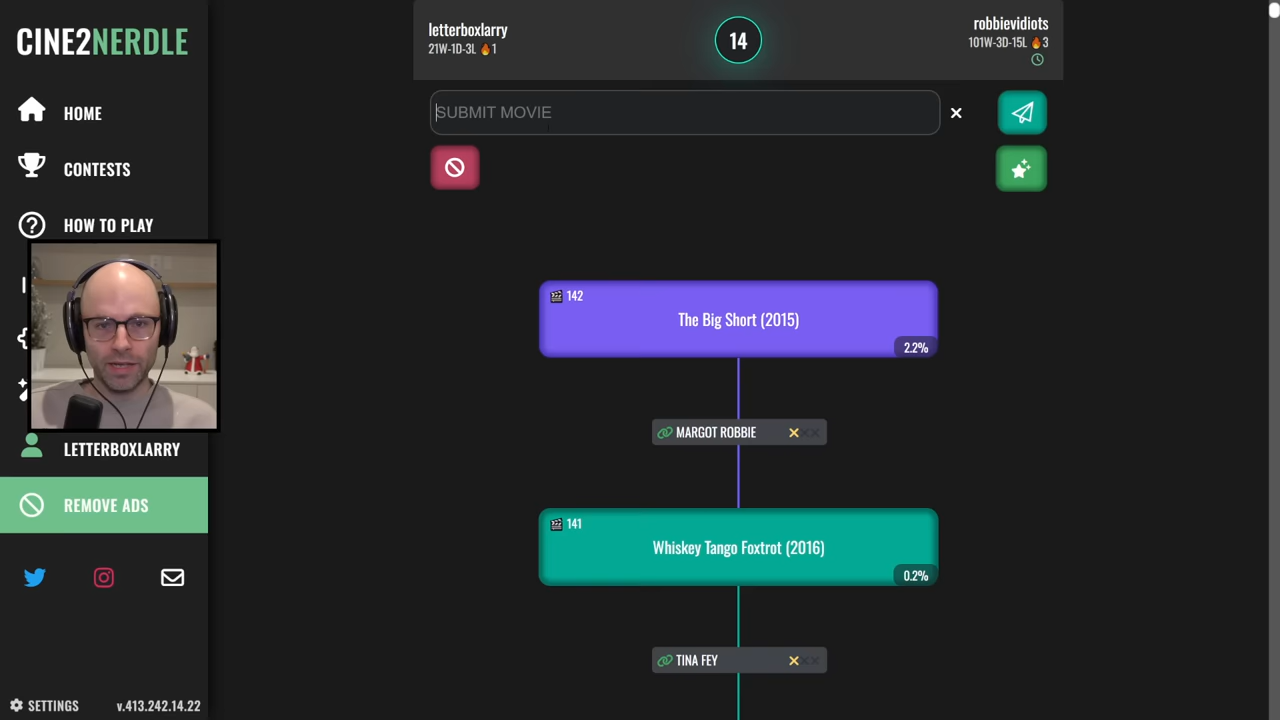 CINE2NERDLE
HOME
CONTESTS
HOW TO PLAY
LETTERBOXLARRY
REMOVE ADS
SETTINGS
v.413.242.14.22
letterboxlarry
21W-1D-3L 1
14
robbievidiots
101W-3D-15L 3
SUBMIT MOVIE
142
The Big Short (2015)
2.2%
MARGOT ROBBIE
141
Whiskey Tango Foxtrot (2016)
0.2%
TINA FEY